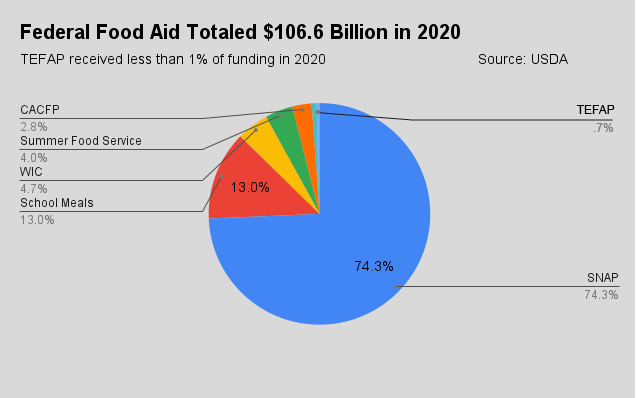 Federal Food Aid Totaled $106.6 Billion in 2020
TEFAP received less than 1% of funding in 2020
Source: USDA
CACFP
2.8%
Summer Food Service
4.0%
WIC
4.7%
School Meals
13.0%
TEFAP
.7%
13.0%
74.3%
SNAP
74.3%